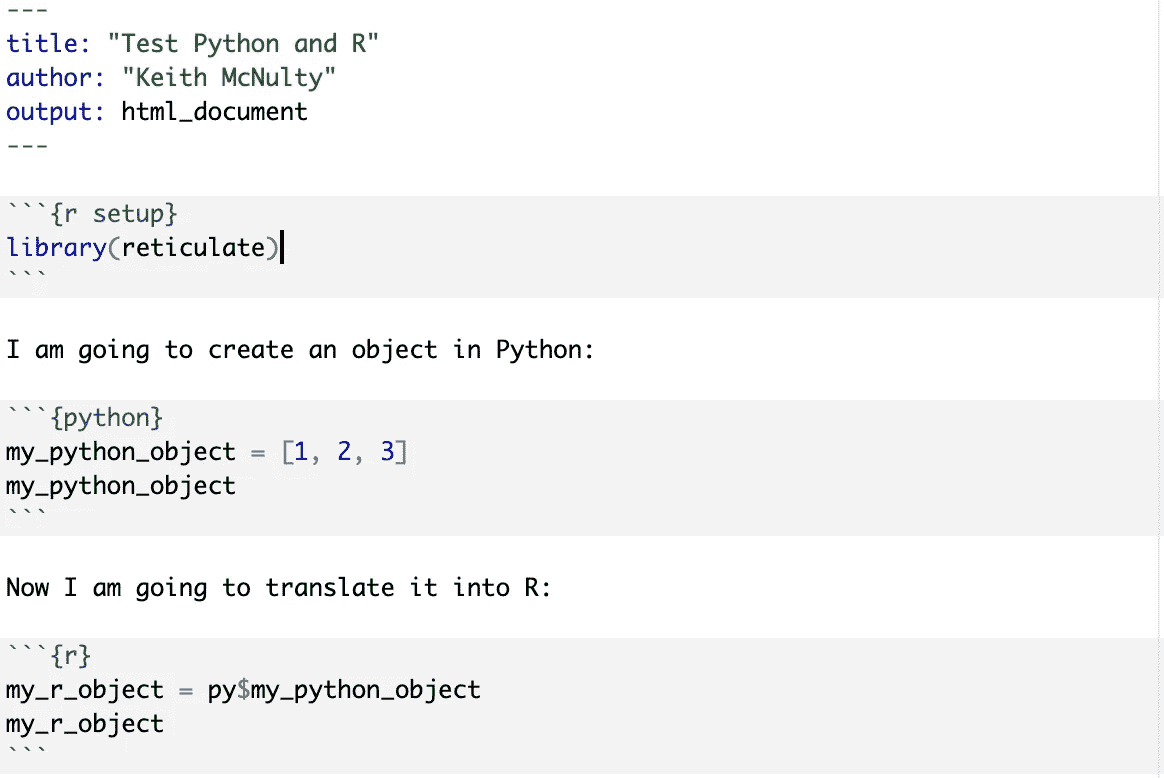 ---
title: "Test Python and R"
author: "Keith McNulty"
output: html_document
---
```{r setup}
library(reticulate)
```
I am going to create an object in Python:
```{python}
my_python_object = [1, 2, 3]
my_python_object
```
Now I am going to translate it into R:
```{r}
my_r_object = py$my_python_object
my_r_object
```